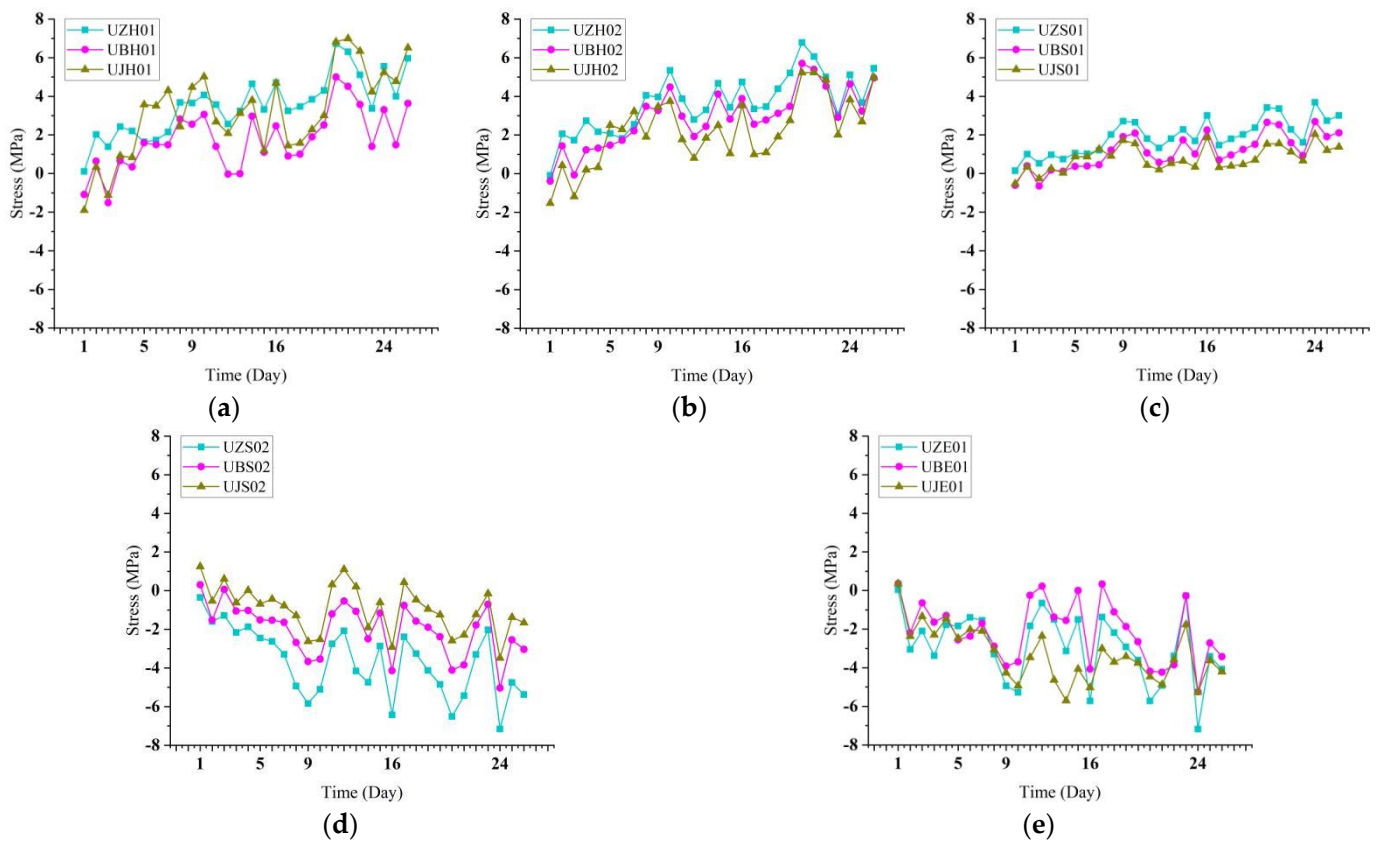 8
6
4
2
0
-2
-4
-6
-8
Stress (MPa)
UZH01
UBH01
UJH01
1 5 9 16 24
Time (Day)
(a)
8
6
4
2
0
-2
-4
-6
-8
Stress (MPa)
UZH02
UBH02
UJH02
1 5 9 16 24
Time (Day)
(b)
8
6
4
2
0
-2
-4
-6
-8
Stress (MPa)
UZS01
UBS01
UJS01
1 5 9 16 24
Time (Day)
(c)
8
6
4
2
0
-2
-4
-6
-8
Stress (MPa)
UZS02
UBS02
UJS02
1 5 9 16 24
Time (Day)
(d)
8
6
4
2
0
-2
-4
-6
-8
Stress (MPa)
UZE01
UBE01
UJE01
1 5 9 16 24
Time (Day)
(e)